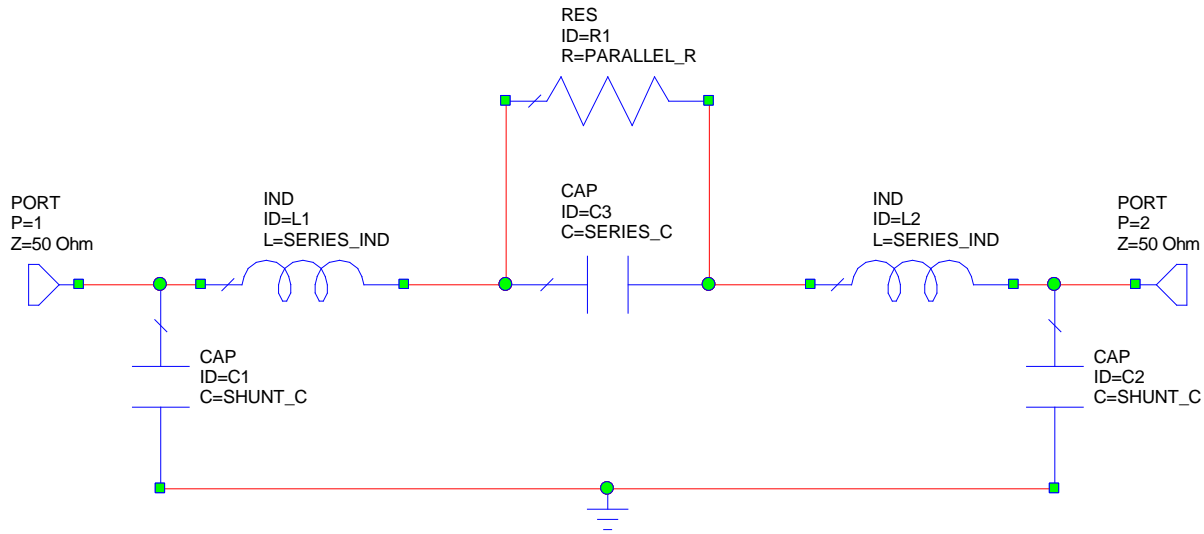 RES
ID=R1
R=PARALLEL_R
PORT
P=1
Z=50 Ohm
IND
ID=L1
L=SERIES_IND
CAP
ID=C3
C=SERIES_C
IND
ID=L2
L=SERIES_IND
PORT
P=2
Z=50 Ohm
CAP
ID=C1
C=SHUNT_C
CAP
ID=C2
C=SHUNT_C